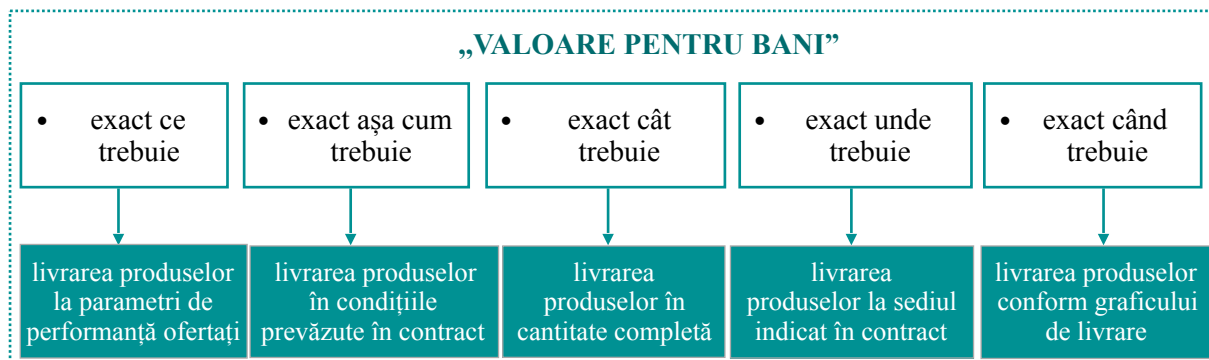 „VALOARE PENTRU BANI”
• exact ce
trebuie
• exact așa cum
trebuie
• exact cât
trebuie
• exact unde
trebuie
• exact când
trebuie
livrarea produselor
la parametri de
performanță ofertați
livrarea produselor
în condițiile
prevăzute în contract
livrarea
produselor în
cantitate completă
livrarea
produselor la sediul
indicat în contract
livrarea produselor
conform graficului
de livrare